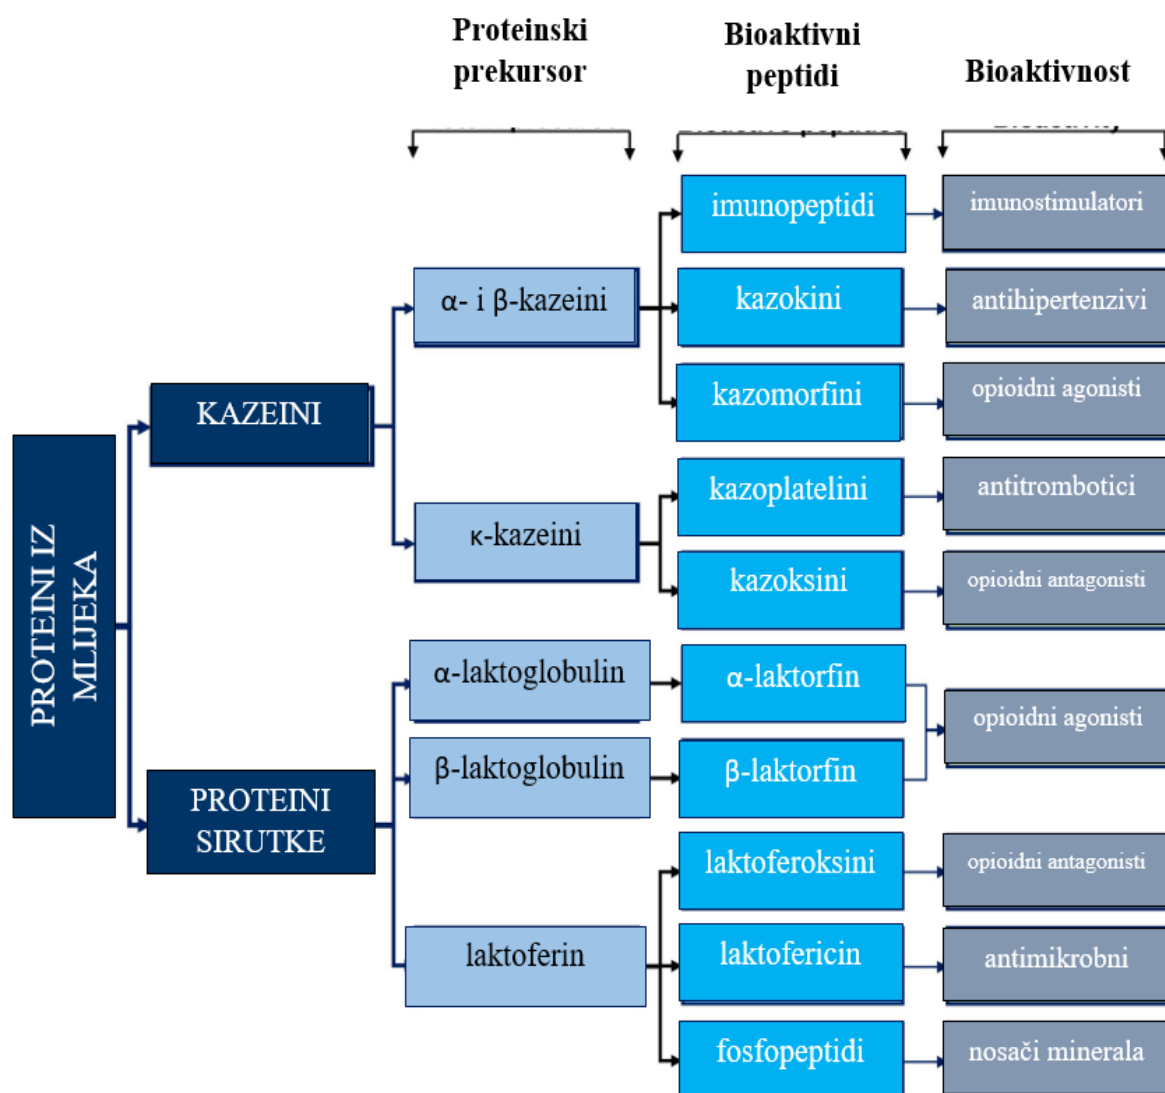 Proteinski
prekursor
Bioaktivni
peptidi
Bioaktivnost
imunopeptidi
imunostimulatori
α- i β-kazeini
kazokini
antihipertenzivi
kazomorfini
opioidni agonisti
KAZEINI
kazoplatelini
antitrombotici
κ-kazeini
kazoksini
opioidni antagonisti
PROTEINI IZ
MLIJEKA
α-laktoglobulin
α-laktorfin
opioidni agonisti
β-laktoglobulin
β-laktorfin
PROTEINI
SIRUTKE
laktoferoksini
opioidni antagonisti
laktoferin
laktofericin
antimikrobni
fosfopeptidi
nosači minerala